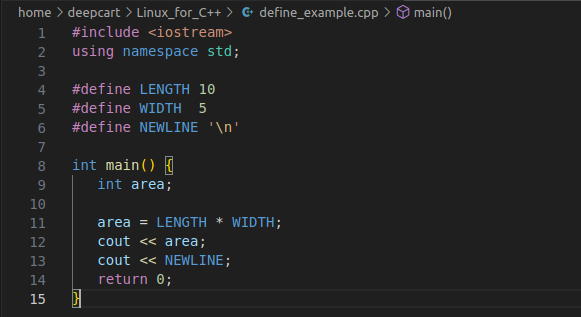 home > deepcart > Linux_for_C++ > define_example.cpp > main()
1 #include <iostream>
2 using namespace std;
3
4 #define LENGTH 10
5 #define WIDTH  5
6 #define NEWLINE '\n'
7
8 int main() {
9    int area;
10
11    area = LENGTH * WIDTH;
12    cout << area;
13    cout << NEWLINE;
14    return 0;
15 }